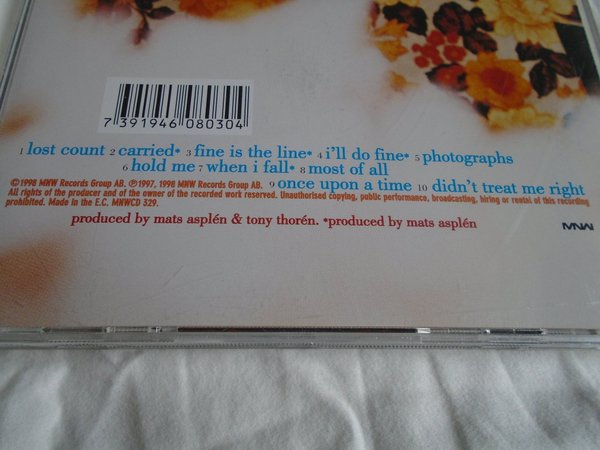 7 391946 080304
1 lost count 2 carried* 3 fine is the line* 4 i'll do fine* 5 photographs
6 hold me 7 when i fall* 8 most of all
9 once upon a time 10 didn't treat me right
©1998 MNW Records Group AB. ℗1997, 1998 MNW Records Group AB.
All rights of the producer and of the owner of the recorded work reserved. Unauthorised copying, public performance, broadcasting, hiring or rental of this recording
prohibited. Made in the E.C. MNWCD 329.
produced by mats asplén & tony thorén. *produced by mats asplén
MNW